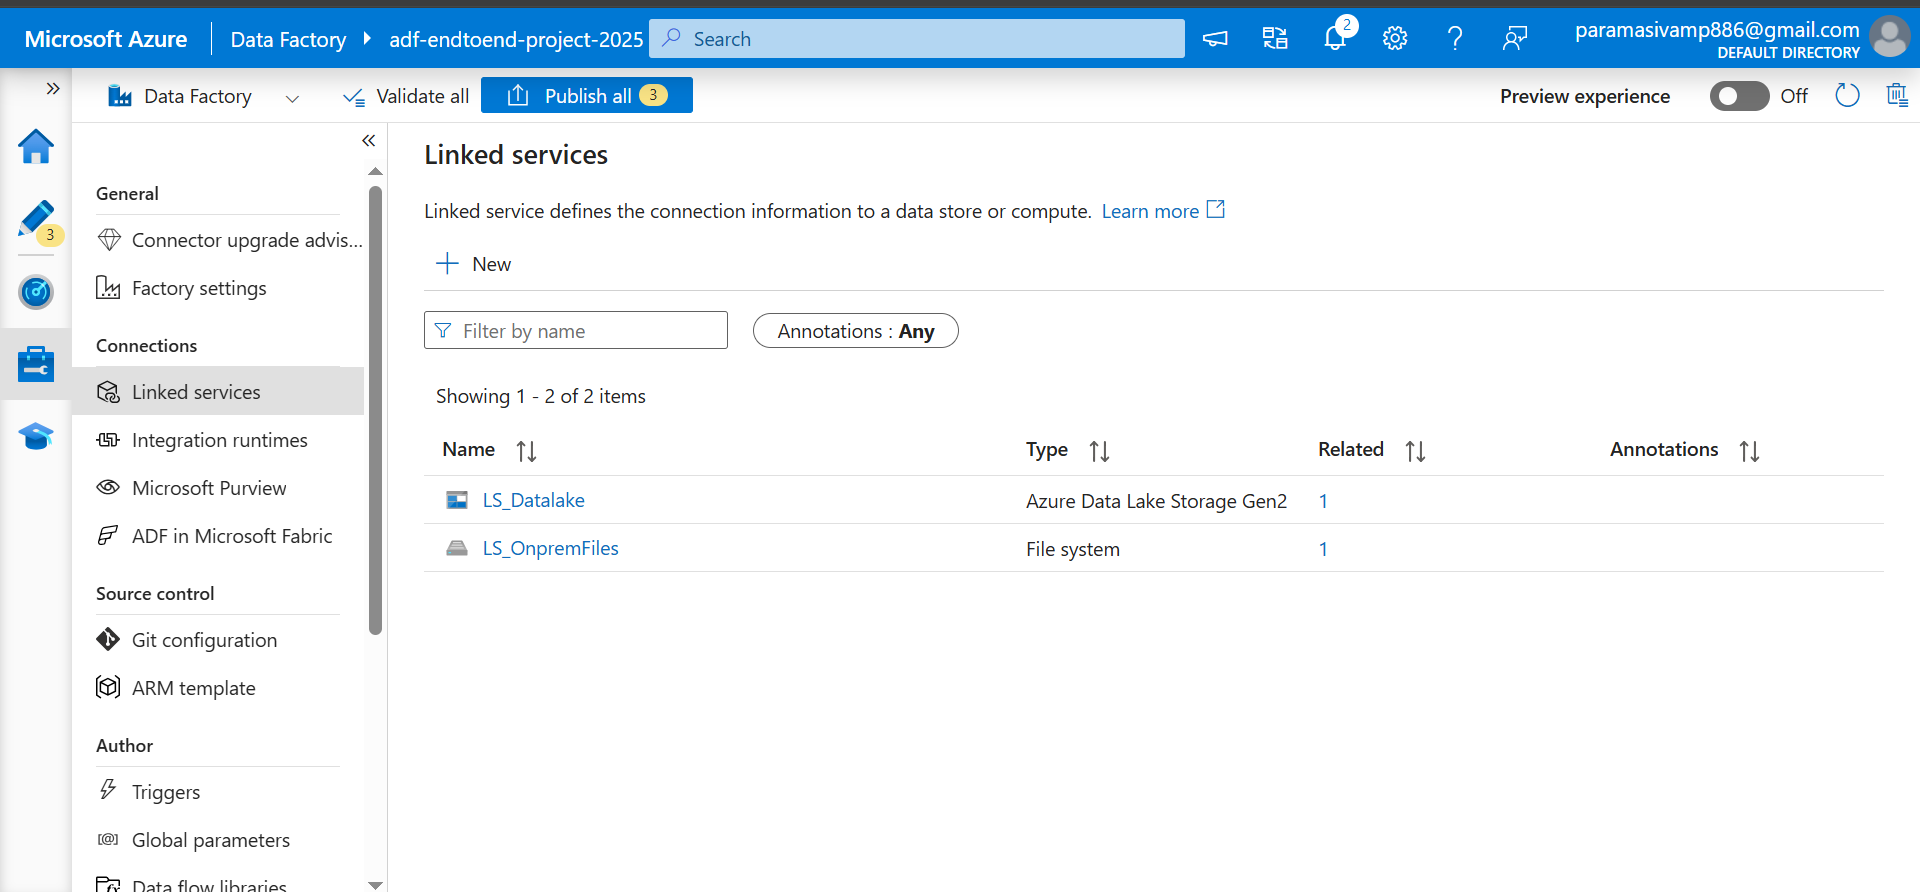 Microsoft Azure
Data Factory
adf-endtoend-project-2025
Search
2
paramasivamp886@gmail.com
DEFAULT DIRECTORY
Data Factory
Validate all
Publish all 3
Preview experience
Off
3
General
Connector upgrade advis...
Factory settings
Connections
Linked services
Integration runtimes
Microsoft Purview
ADF in Microsoft Fabric
Source control
Git configuration
ARM template
Author
Triggers
Global parameters
Data flow libraries
Linked services
Linked service defines the connection information to a data store or compute. Learn more
New
Filter by name
Annotations : Any
Showing 1 - 2 of 2 items
Name Type Related Annotations
LS_Datalake Azure Data Lake Storage Gen2 1
LS_OnpremFiles File system 1